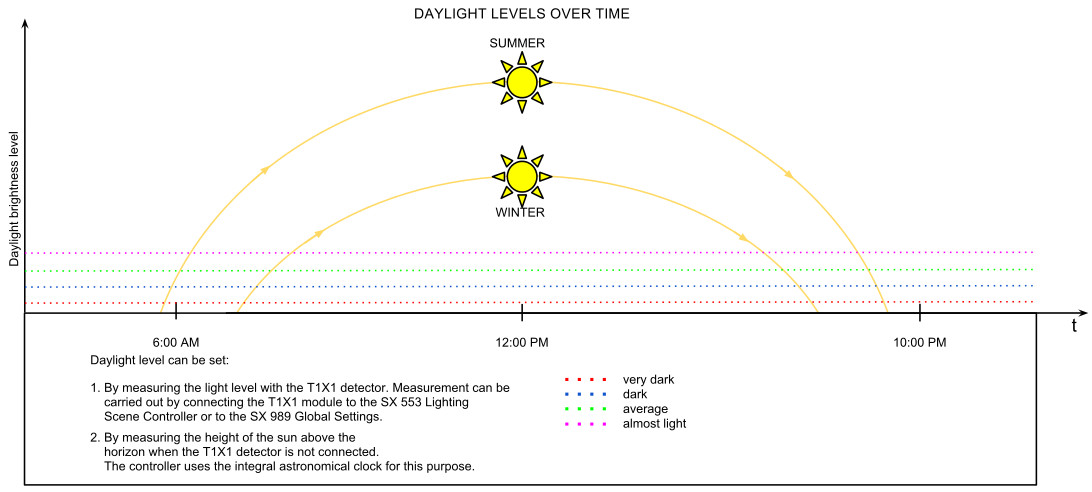 DAYLIGHT LEVELS OVER TIME
SUMMER
WINTER
Daylight brightness level
t
6:00 AM
12:00 PM
10:00 PM
Daylight level can be set:
1. By measuring the light level with the T1X1 detector. Measurement can be
carried out by connecting the T1X1 module to the SX 553 Lighting
Scene Controller or to the SX 989 Global Settings.
2. By measuring the height of the sun above the
horizon when the T1X1 detector is not connected.
The controller uses the integral astronomical clock for this purpose.
very dark
dark
average
almost light